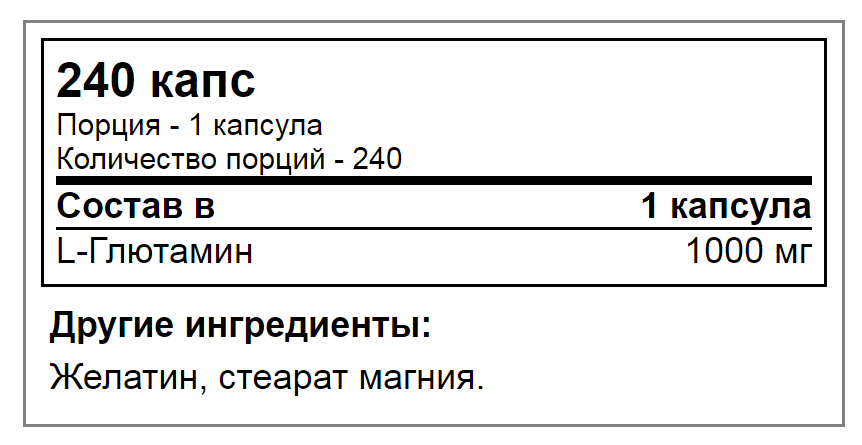 240 капс
Порция - 1 капсула
Количество порций - 240
Состав в 1 капсула
L-Глютамин 1000 мг
Другие ингредиенты:
Желатин, стеарат магния.